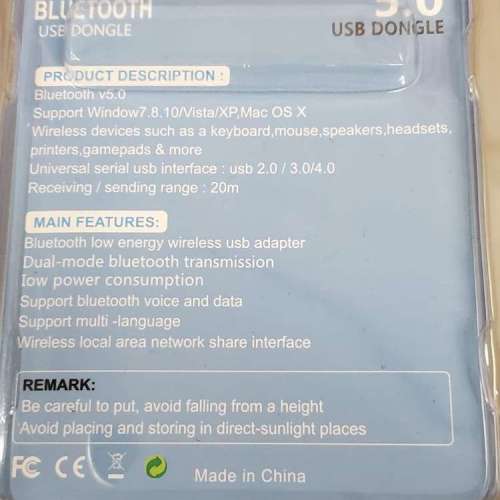 BLUETOOTH
USB DONGLE
5.0
USB DONGLE
PRODUCT DESCRIPTION :
Bluetooth v5.0
Support Window7.8.10/Vista/XP,Mac OS X
Wireless devices such as a keyboard,mouse,speakers,headsets,
printers,gamepads & more
Universal serial usb interface : usb 2.0 / 3.0/4.0
Receiving / sending range : 20m
MAIN FEATURES:
Bluetooth low energy wireless usb adapter
Dual-mode bluetooth transmission
low power consumption
Support bluetooth voice and data
Support multi -language
Wireless local area network share interface
REMARK:
Be careful to put, avoid falling from a height
Avoid placing and storing in direct-sunlight places
FC CE Made in China